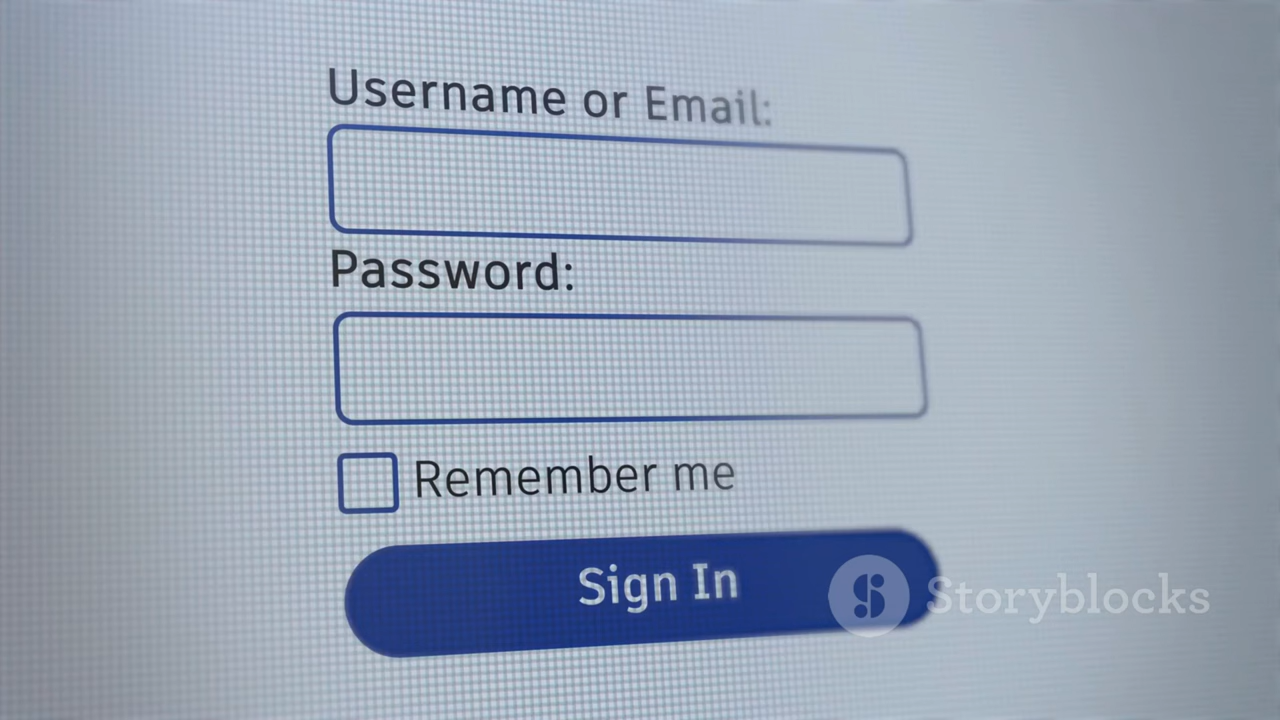 Username or Email:
Password:
Remember me
Sign In
Storyblocks